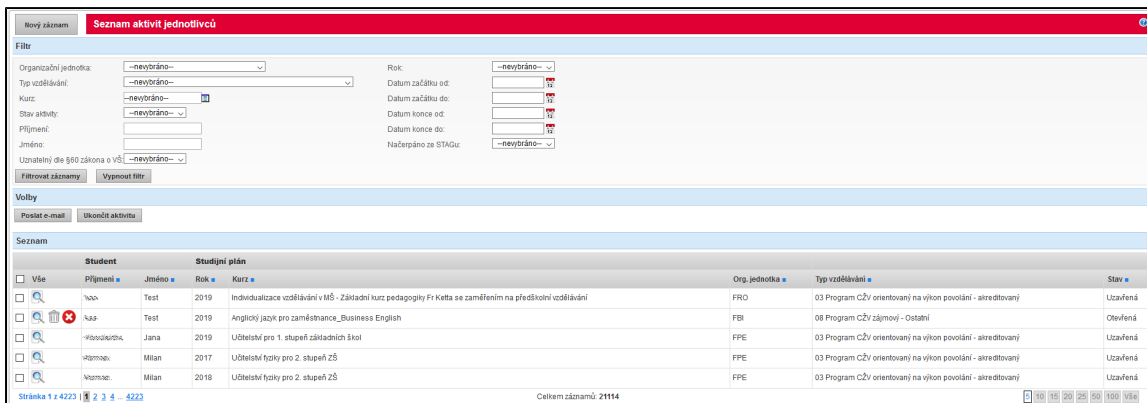 Nový záznam Seznam aktivit jednotlivců
Filtr
Organizační jednotka: --nevybráno-- Rok: --nevybráno--
Typ vzdělávání: --nevybráno-- Datum začátku od:
Kurz: --nevybráno-- Datum začátku do:
Stav aktivity: --nevybráno-- Datum konce od:
Příjmení: Datum konce do:
Jméno: Načerpáno ze STAGu: --nevybráno--
Uznatelný dle §60 zákona o VŠ: --nevybráno--
Filtrovat záznamy Vypnout filtr
Volby
Poslat e-mail Ukončit aktivitu
Seznam
Student Studijní plán
Vše Příjmení Jméno Rok Kurz Org. jednotka Typ vzdělávání Stav
Test 2019 Individualizace vzdělávání v MŠ - Základní kurz pedagogiky Fr Ketta se zaměřením na předškolní vzdělávání FRO 03 Program CŽV orientovaný na výkon povolání - akreditovaný Uzavřená
Test 2019 Anglický jazyk pro zaměstnance_Business English FBI 08 Program CŽV zájmový - Ostatní Otevřená
Jana 2019 Učitelství pro 1. stupeň základních škol FPE 03 Program CŽV orientovaný na výkon povolání - akreditovaný Uzavřená
Milan 2017 Učitelství fyziky pro 2. stupeň ZŠ FPE 03 Program CŽV orientovaný na výkon povolání - akreditovaný Uzavřená
Milan 2018 Učitelství fyziky pro 2. stupeň ZŠ FPE 03 Program CŽV orientovaný na výkon povolání - akreditovaný Uzavřená
Stránka 1 z 4223 | 1 2 3 4 ... 4223 Celkem záznamů: 21114 5 10 15 20 25 50 100 Vše